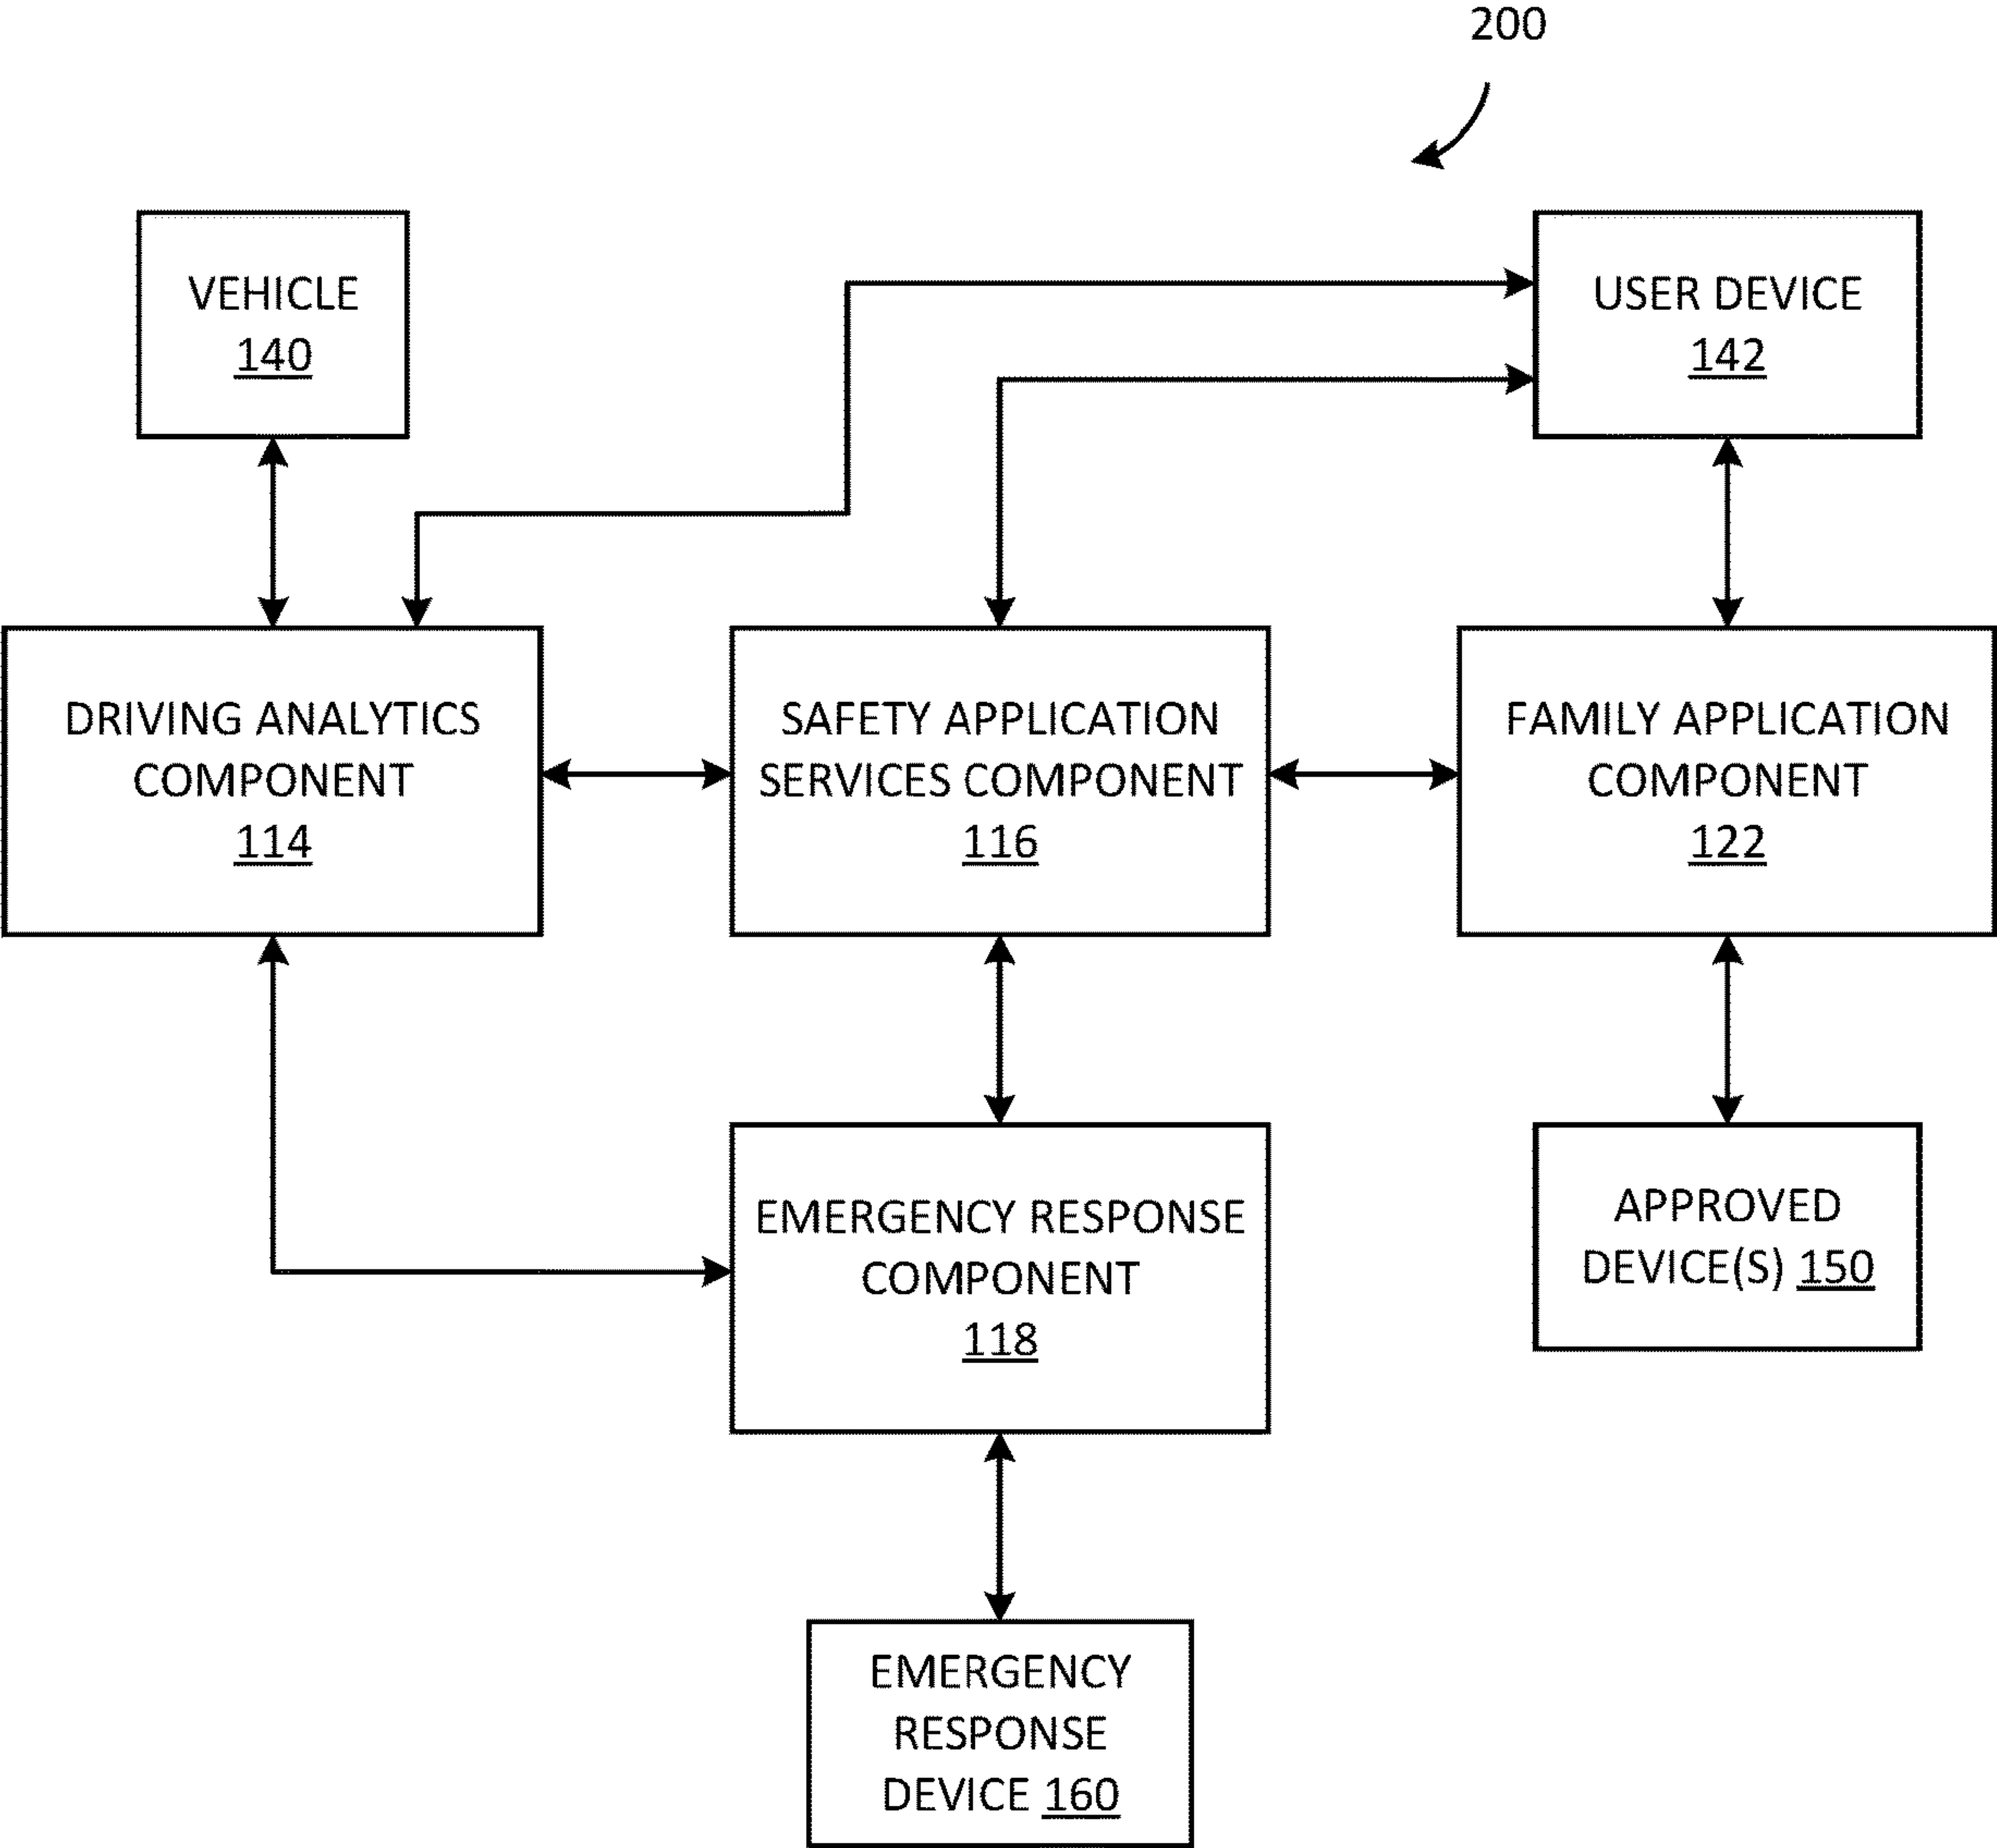 200
VEHICLE
140
USER DEVICE
142
DRIVING ANALYTICS
COMPONENT
114
SAFETY APPLICATION
SERVICES COMPONENT
116
FAMILY APPLICATION
COMPONENT
122
EMERGENCY RESPONSE
COMPONENT
118
APPROVED
DEVICE(S) 150
EMERGENCY
RESPONSE
DEVICE 160